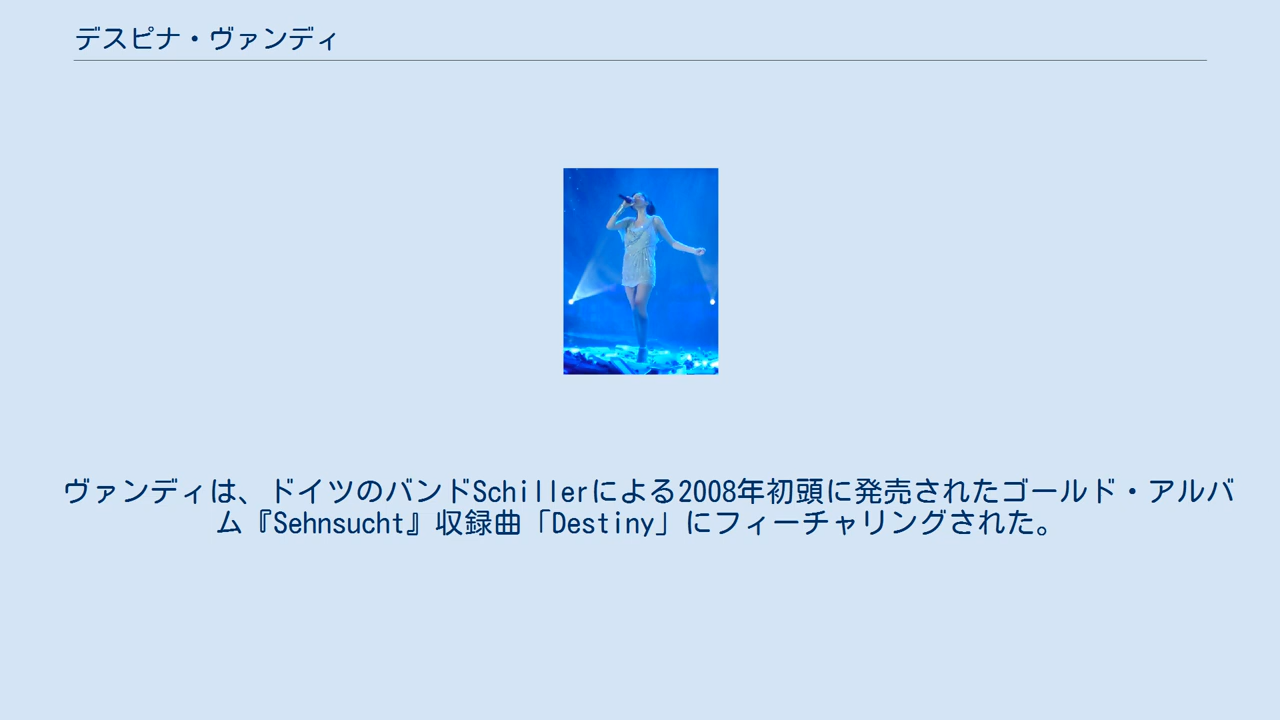 デスピナ・ヴァンディ
ヴァンディは、ドイツのバンドSchillerによる2008年初頭に発売されたゴールド・アルバ
ム『Sehnsucht』収録曲「Destiny」にフィーチャリングされた。